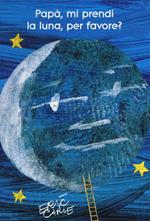 Papà, mi prendi
la luna, per favore?
ERIC
CARLE